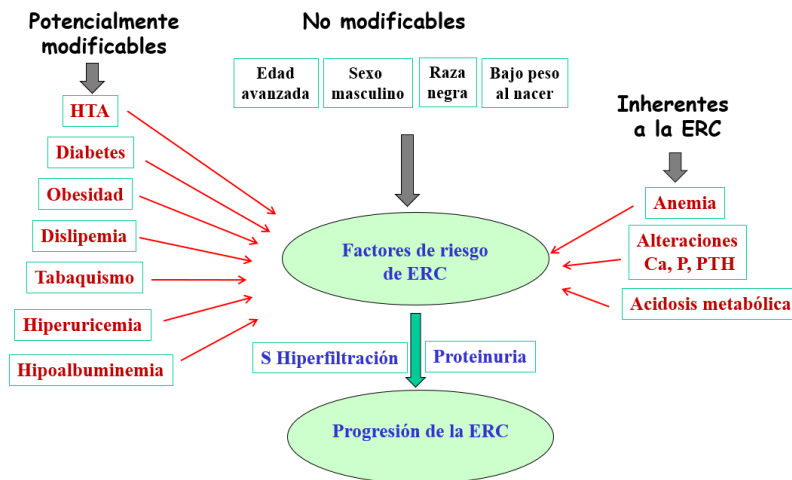 Potencialmente
modificables
HTA
Diabetes
Obesidad
Dislipemia
Tabaquismo
Hiperuricemia
Hipoalbuminemia
No modificables
Edad
avanzada
Sexo
masculino
Raza
negra
Bajo peso
al nacer
Inherentes
a la ERC
Anemia
Alteraciones
Ca, P, PTH
Acidosis metabólica
Factores de riesgo
de ERC
S Hiperfiltración
Proteinuria
Progresión de la ERC